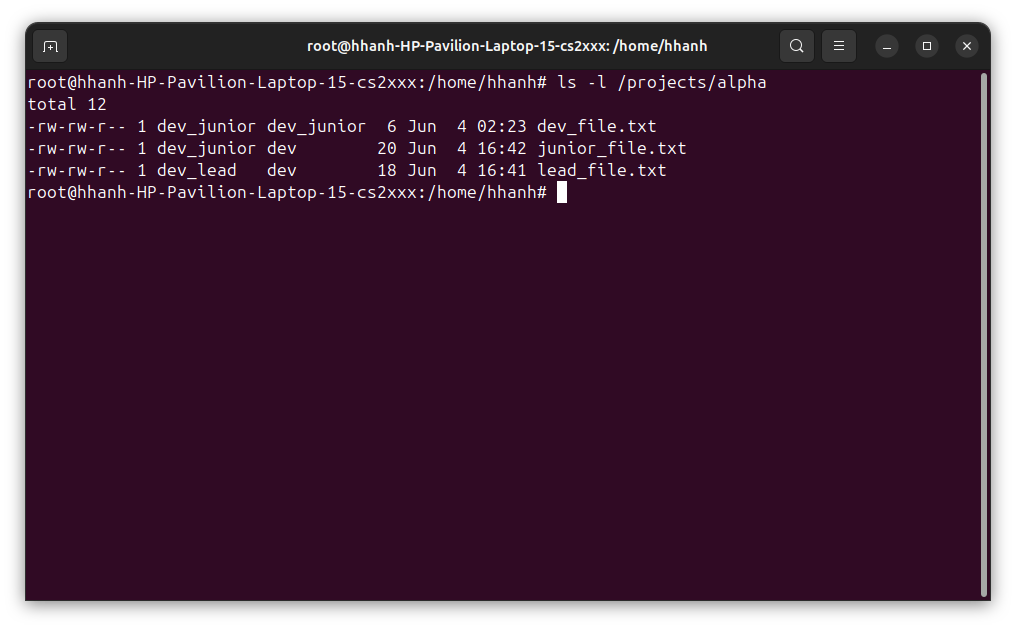 root@hhanh-HP-Pavilion-Laptop-15-cs2xxx: /home/hhanh
root@hhanh-HP-Pavilion-Laptop-15-cs2xxx:/home/hhanh# ls -l /projects/alpha
total 12
-rw-rw-r-- 1 dev_junior dev_junior  6 Jun  4 02:23 dev_file.txt
-rw-rw-r-- 1 dev_junior dev        20 Jun  4 16:42 junior_file.txt
-rw-rw-r-- 1 dev_lead   dev        18 Jun  4 16:41 lead_file.txt
root@hhanh-HP-Pavilion-Laptop-15-cs2xxx:/home/hhanh#